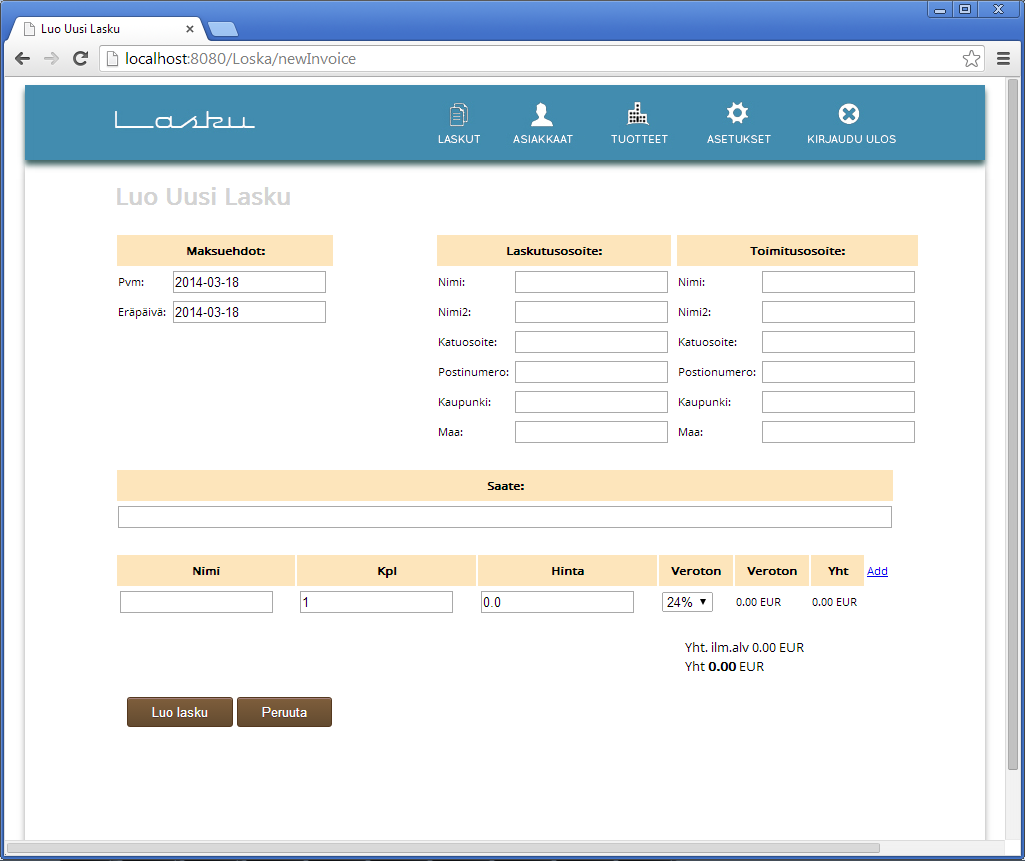 Luo Uusi Lasku
localhost:8080/Loska/newInvoice
Lasku
LASKUT ASIAKKAAT TUOTTEET ASETUKSET KIRJAUDU ULOS
Luo Uusi Lasku
Maksuehdot:
Pvm: 2014-03-18
Eräpäivä: 2014-03-18
Laskutusosoite:
Nimi:
Nimi2:
Katuosoite:
Postinumero:
Kaupunki:
Maa:
Toimitusosoite:
Nimi:
Nimi2:
Katuosoite:
Postionumero:
Kaupunki:
Maa:
Saate:
Nimi Kpl Hinta Veroton Veroton Yht Add
1 0.0 24% 0.00 EUR 0.00 EUR
Yht. ilm.alv 0.00 EUR
Yht 0.00 EUR
Luo lasku Peruuta